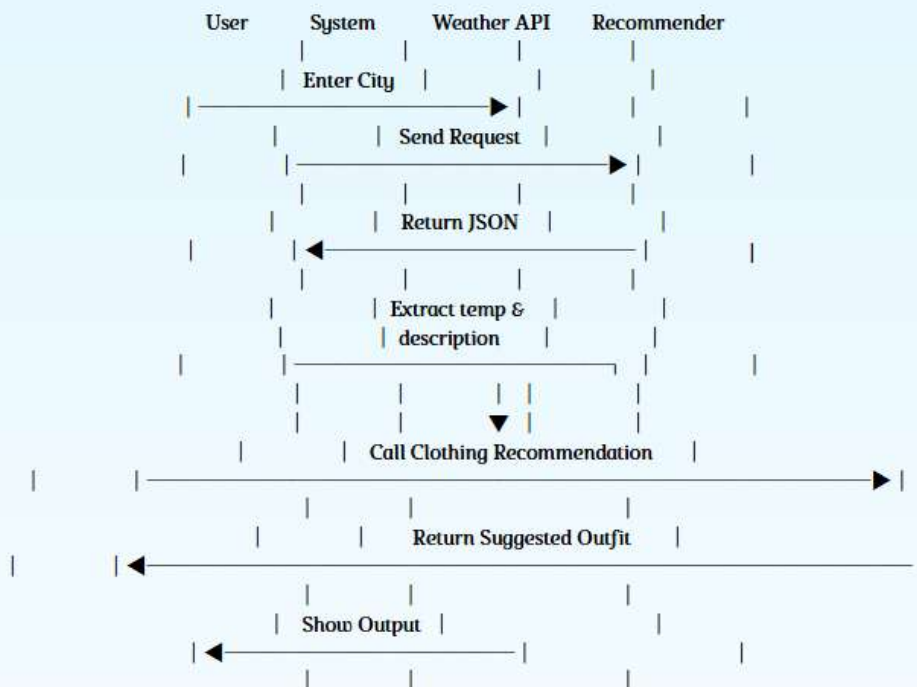 User System Weather API Recommender
Enter City
Send Request
Return JSON
Extract temp &
description
Call Clothing Recommendation
Return Suggested Outfit
Show Output